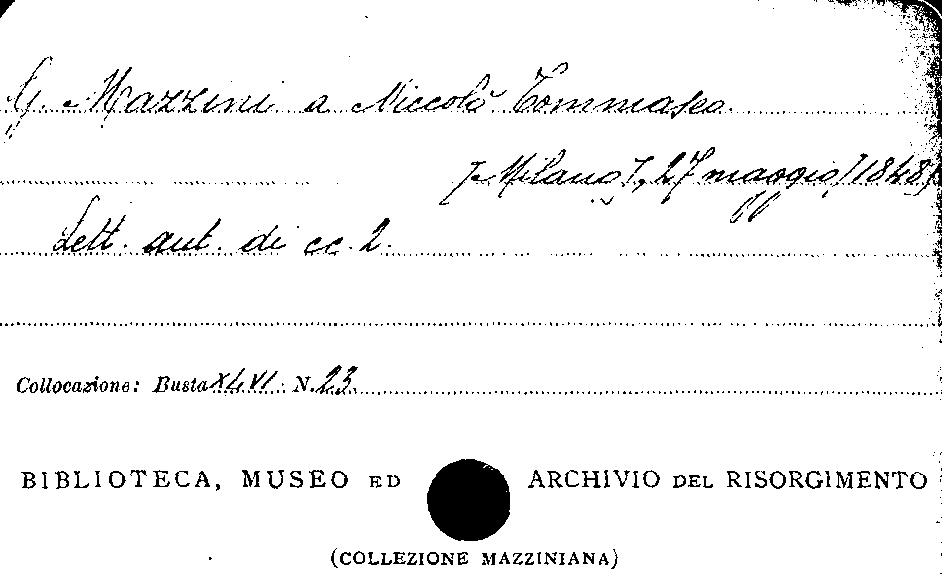 G. Mazzini a Niccolò Tommaseo.
[Milano], 27 maggio [1848]
Lett. aut. di cc. 2.
Collocazione: Busta XLVI N. 23.
BIBLIOTECA, MUSEO ED ARCHIVIO DEL RISORGIMENTO
(COLLEZIONE MAZZINIANA)